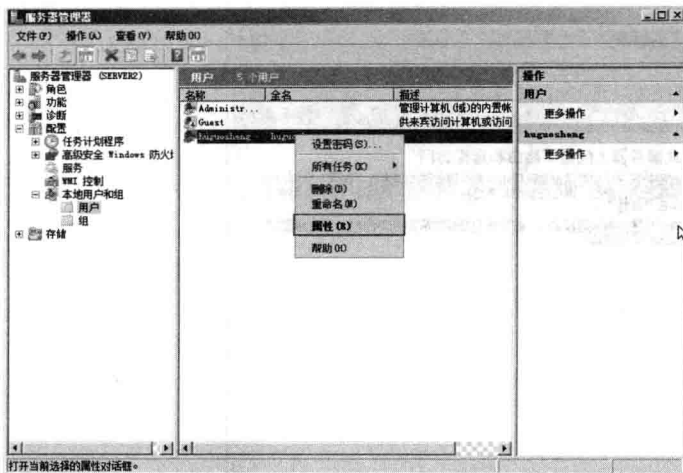 服务器管理器
文件(F) 操作(A) 查看(V) 帮助(H)
服务器管理器 (SERVER2)
角色
功能
诊断
配置
任务计划程序
高级安全 Windows 防火
服务
WMI 控制
本地用户和组
用户
组
存储
用户 5 个用户
名称 全名 描述
Administr... 管理计算机(域)的内置帐
Guest 供来宾访问计算机或访问
huguosheng huguo
设置密码(S)...
所有任务(K)
删除(D)
重命名(M)
属性(R)
帮助(H)
操作
用户
更多操作
huguosheng
更多操作
打开当前选择的属性对话框。